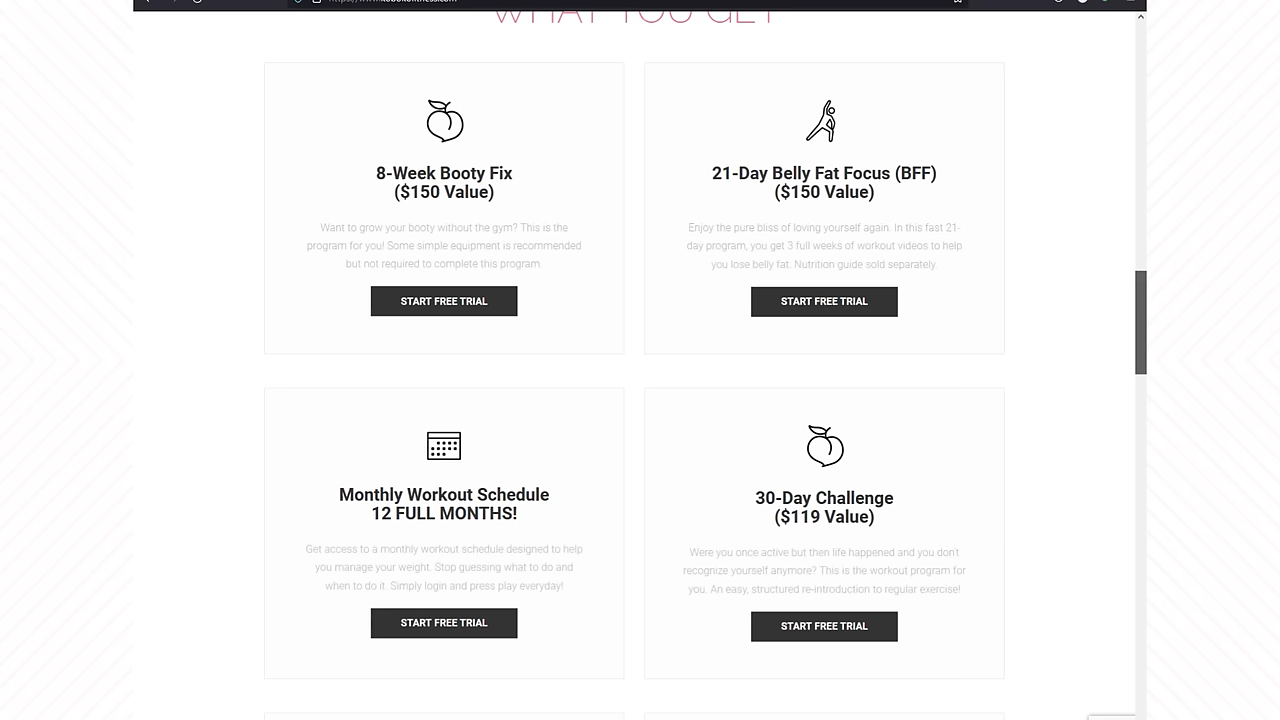 WHAT YOU GET
8-Week Booty Fix
($150 Value)
Want to grow your booty without the gym? This is the
program for you! Some simple equipment is recommended
but not required to complete this program.
START FREE TRIAL
21-Day Belly Fat Focus (BFF)
($150 Value)
Enjoy the pure bliss of loving yourself again. In this fast 21-
day program, you get 3 full weeks of workout videos to help
you lose belly fat. Nutrition guide sold separately.
START FREE TRIAL
Monthly Workout Schedule
12 FULL MONTHS!
Get access to a monthly workout schedule designed to help
you manage your weight. Stop guessing what to do and
when to do it. Simply login and press play everyday!
START FREE TRIAL
30-Day Challenge
($119 Value)
Were you once active but then life happened and you don't
recognize yourself anymore? This is the workout program for
you. An easy, structured re-introduction to regular exercise!
START FREE TRIAL